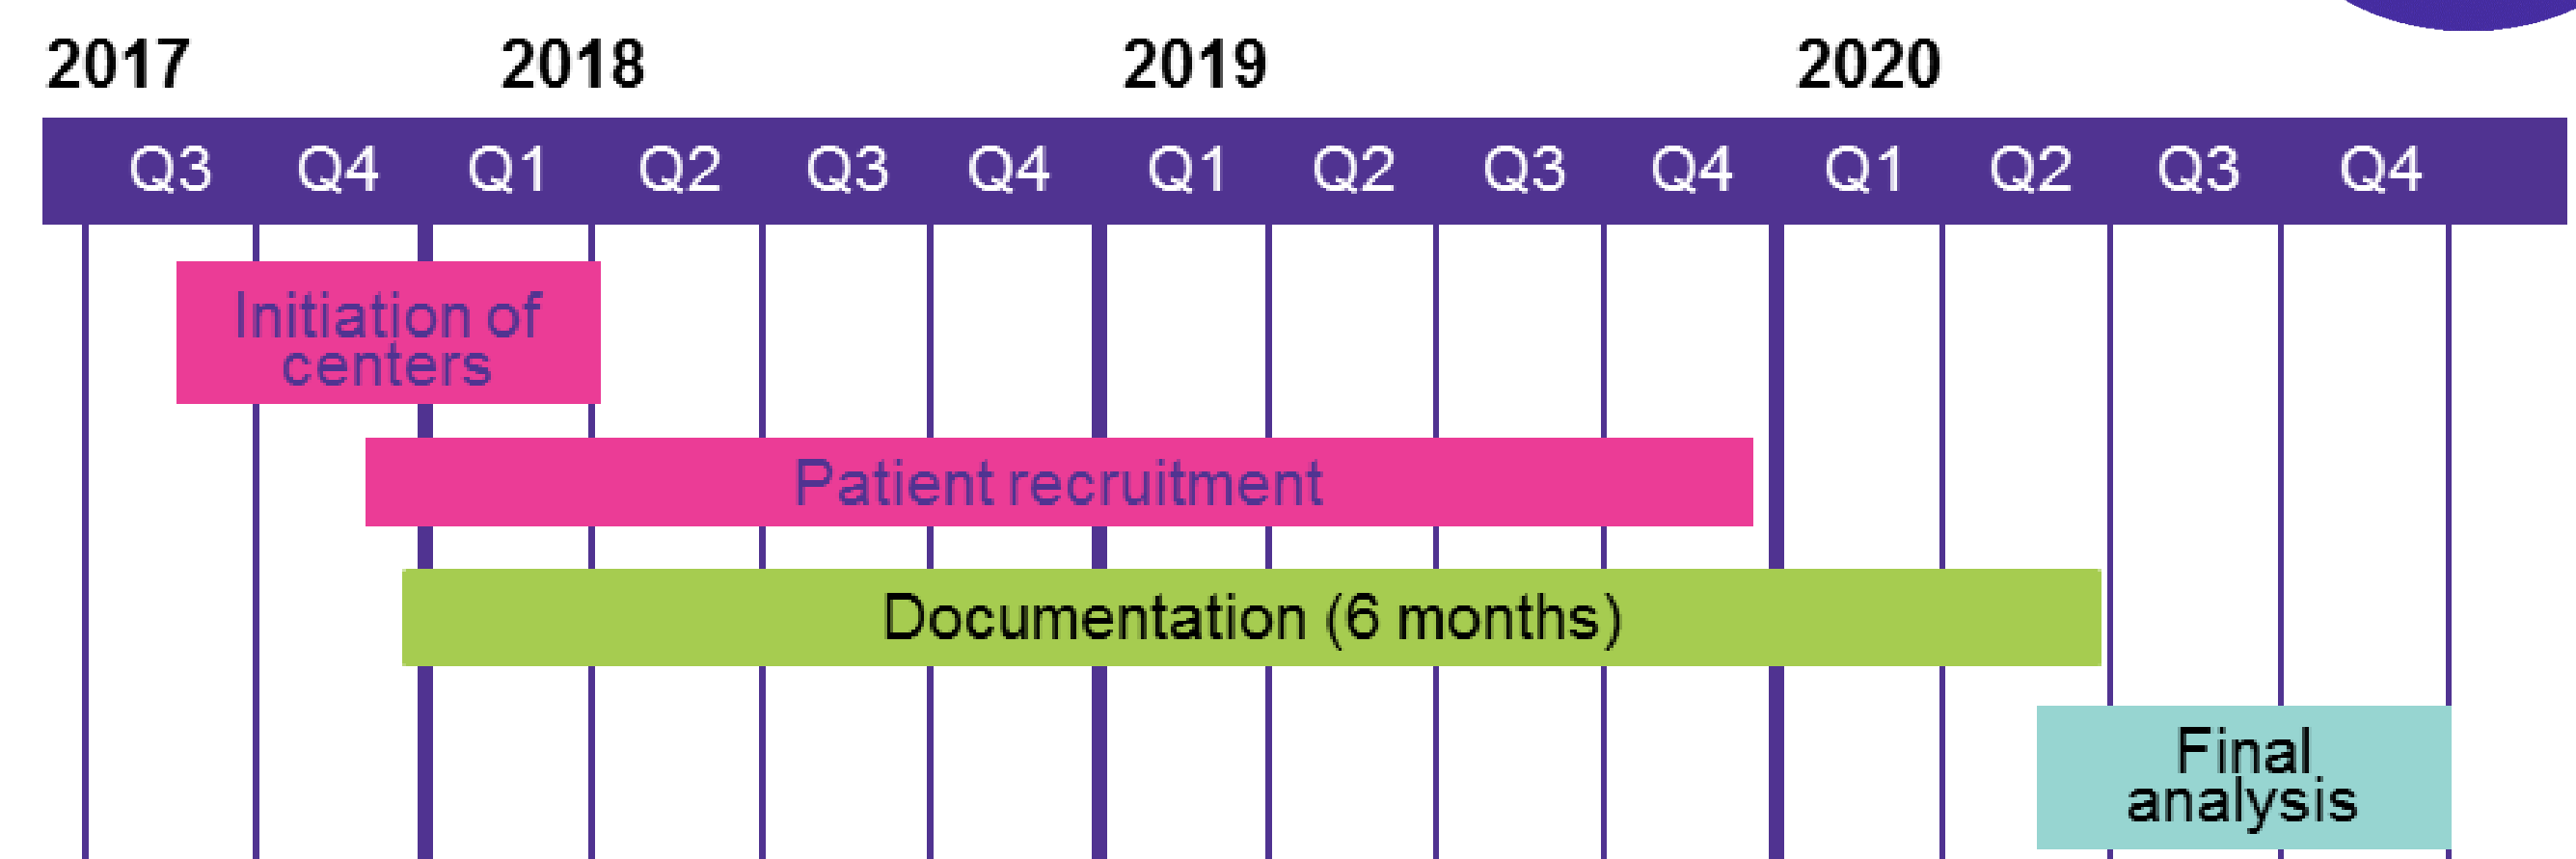 2017 2018 2019 2020
Q3 Q4 Q1 Q2 Q3 Q4 Q1 Q2 Q3 Q4 Q1 Q2 Q3 Q4
Initiation of
centers
Patient recruitment
Documentation (6 months)
Final
analysis